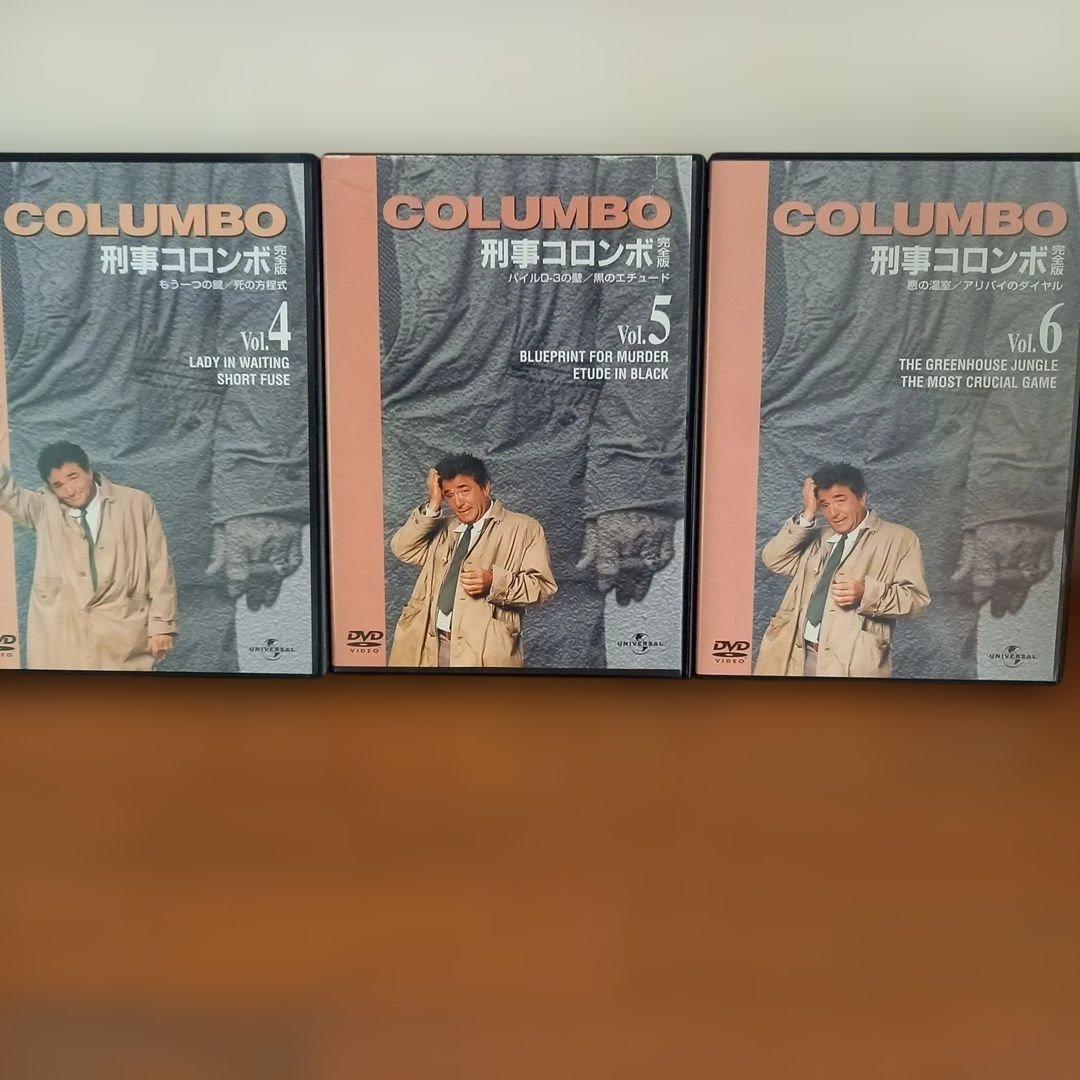 COLUMBO
刑事コロンボ 完全版
もう一つの鍵／死の方程式
Vol.4
LADY IN WAITING
SHORT FUSE
DVD
UNIVERSAL
COLUMBO
刑事コロンボ 完全版
パイルD-3の壁／黒のエチュード
Vol.5
BLUEPRINT FOR MURDER
ETUDE IN BLACK
DVD
VIDEO
UNIVERSAL
COLUMBO
刑事コロンボ 完全版
悪の温室／アリバイのダイヤル
Vol.6
THE GREENHOUSE JUNGLE
THE MOST CRUCIAL GAME
DVD
VIDEO
UNIVERSAL